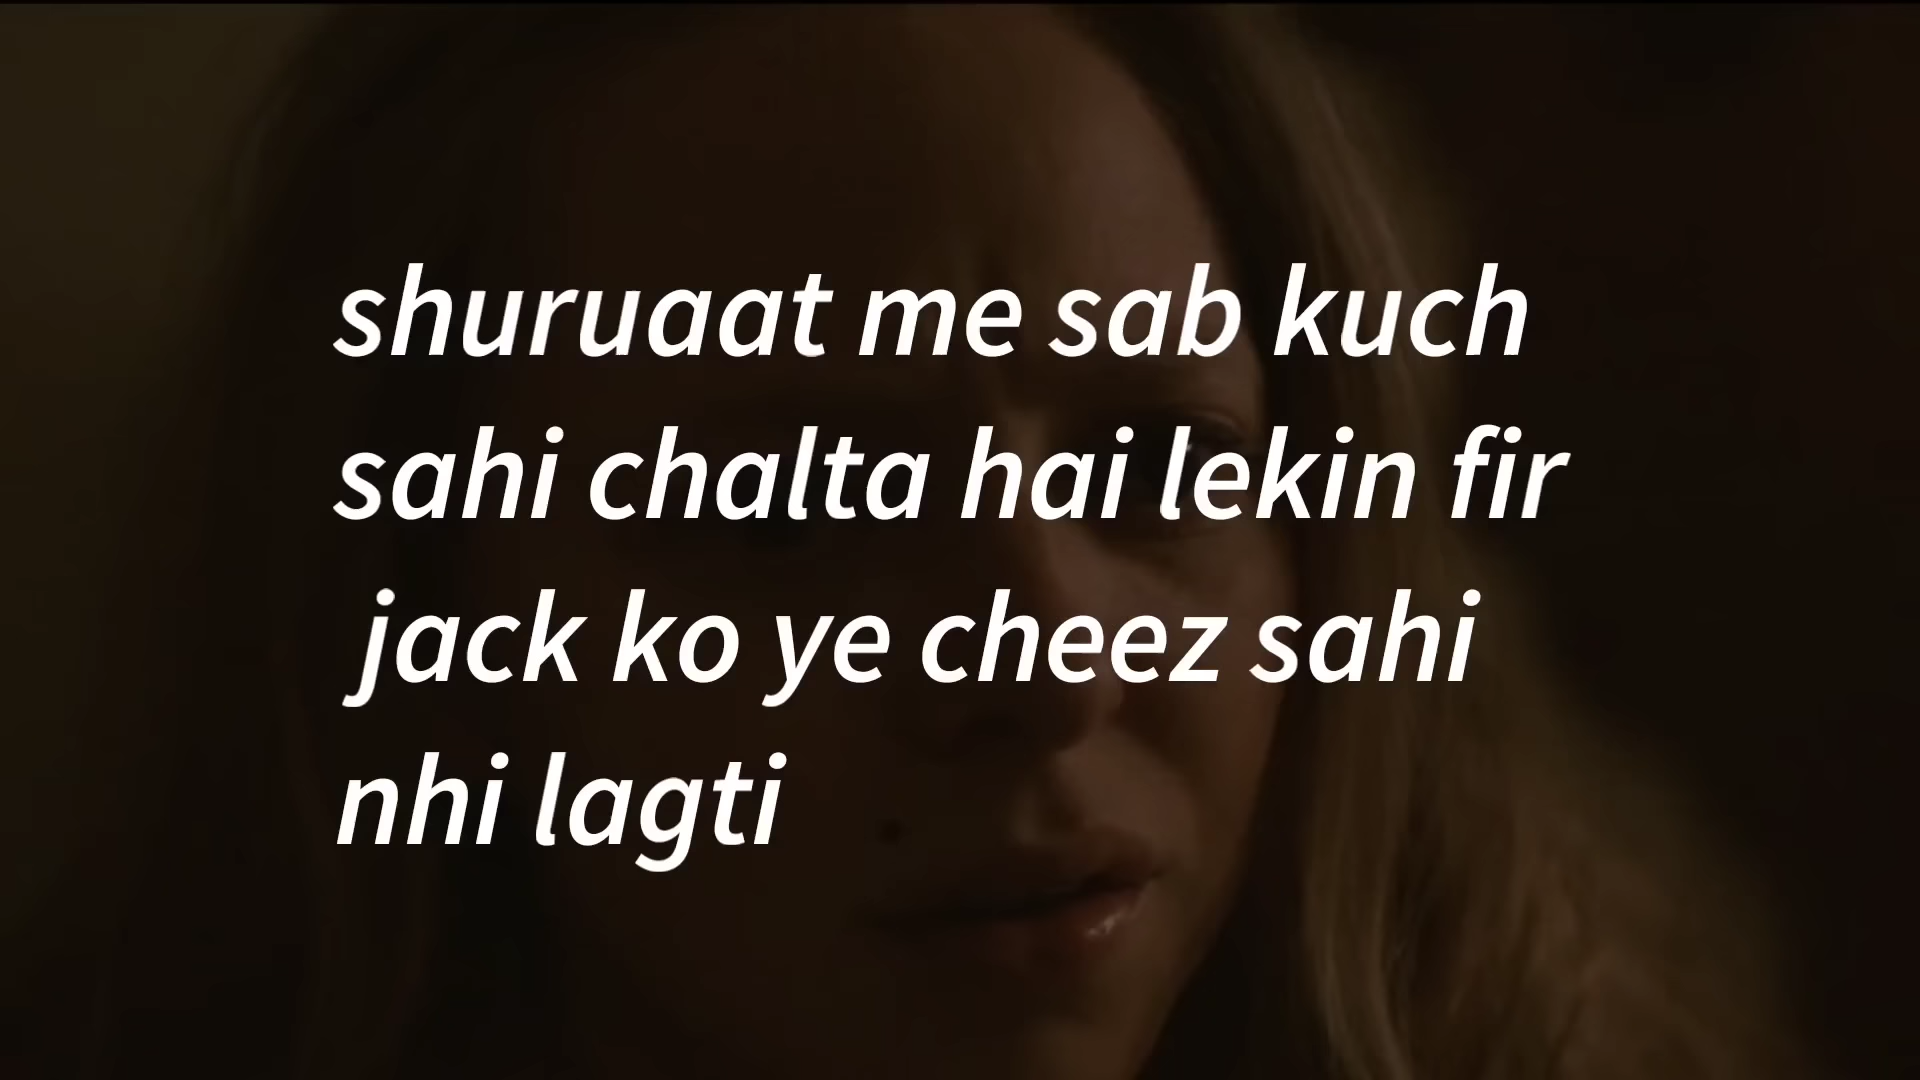 shuruaat me sab kuch
sahi chalta hai lekin fir
jack ko ye cheez sahi
nhi lagti